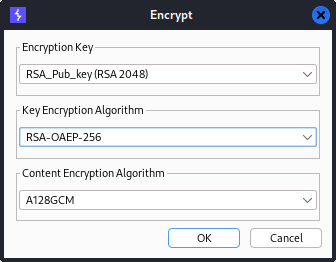 Encrypt
Encryption Key
RSA_Pub_key (RSA 2048)
Key Encryption Algorithm
RSA-OAEP-256
Content Encryption Algorithm
A128GCM
OK
Cancel